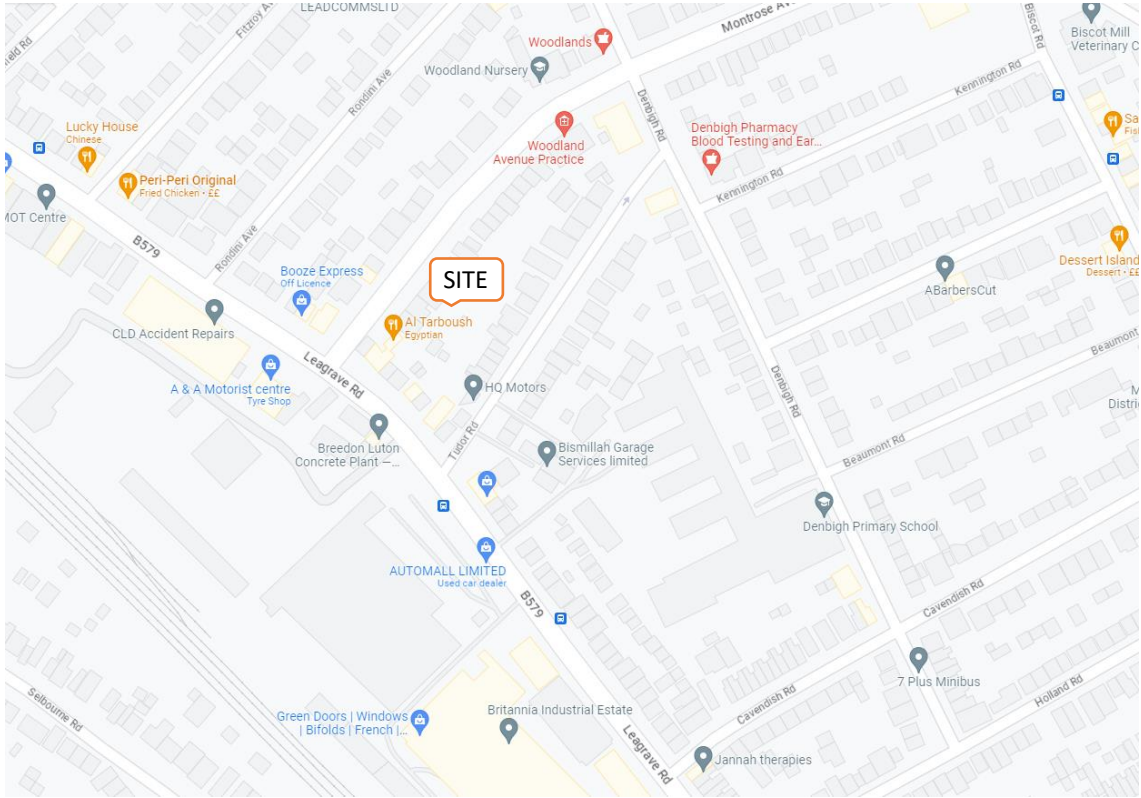 LEADCOMMSLTD
Fitzroy Av
field Rd
Montrose Av
Biscot Rd
Biscot Mill
Veterinary C
Woodlands
Woodland Nursery
Rondini Ave
Denbigh Rd
Kennington Rd
Lucky House
Chinese
Woodland
Avenue Practice
Denbigh Pharmacy
Blood Testing and Ear...
Sa
Fis
Peri-Peri Original
Fried Chicken • ££
Kennington Rd
MOT Centre
B579
Rondini Ave
Dessert Island
Dessert • ££
Booze Express
Off Licence
SITE
ABarbersCut
Al Tarboush
Egyptian
CLD Accident Repairs
Beaumont
Leagrave Rd
A & A Motorist centre
Tyre Shop
HQ Motors
Denbigh Rd
M
Distri
Breedon Luton
Concrete Plant —...
Tudor Rd
Bismillah Garage
Services limited
Beaumont Rd
Denbigh Primary School
AUTOMALL LIMITED
Used car dealer
B579
Cavendish Rd
7 Plus Minibus
Selbourne Rd
Cavendish Rd
Holland Rd
Green Doors | Windows
| Bifolds | French |...
Britannia Industrial Estate
Leagrave Rd
Jannah therapies